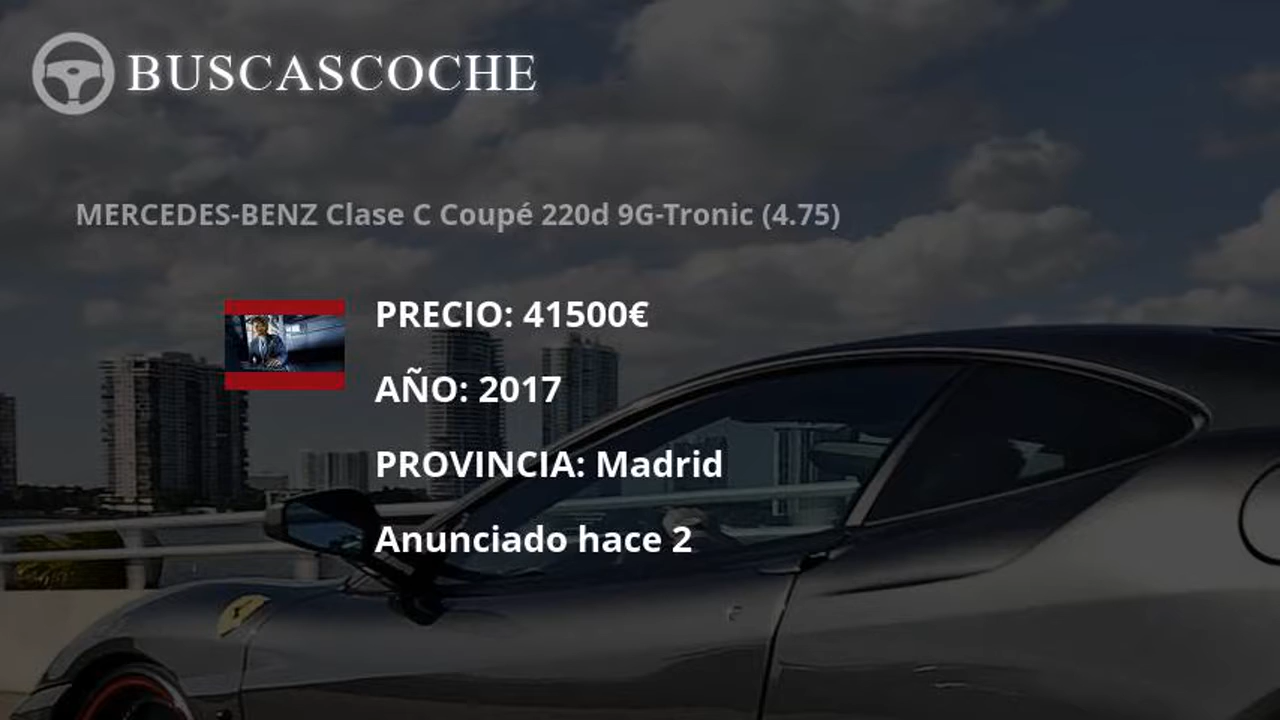 BUSCASCOCHE
MERCEDES-BENZ Clase C Coupé 220d 9G-Tronic (4.75)
PRECIO: 41500€
AÑO: 2017
PROVINCIA: Madrid
Anunciado hace 2